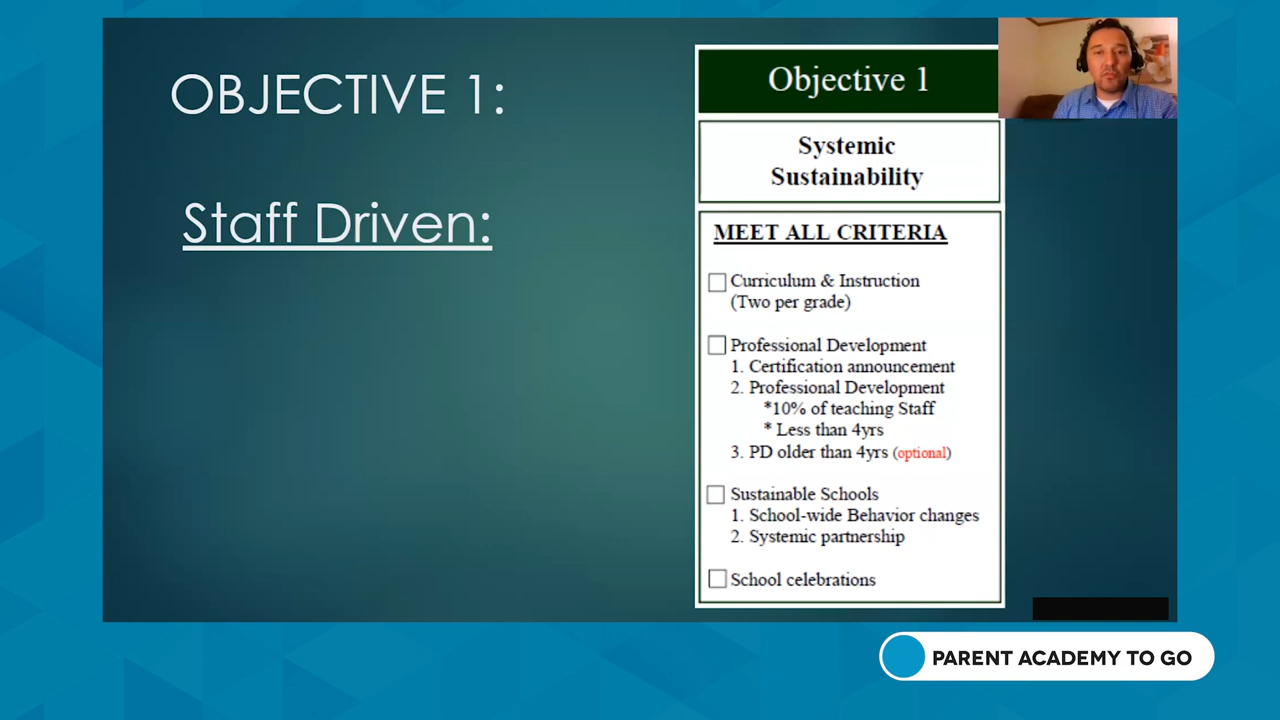 OBJECTIVE 1:
Staff Driven:
Objective 1
Systemic
Sustainability
MEET ALL CRITERIA
Curriculum & Instruction
(Two per grade)
Professional Development
1. Certification announcement
2. Professional Development
*10% of teaching Staff
* Less than 4yrs
3. PD older than 4yrs (optional)
Sustainable Schools
1. School-wide Behavior changes
2. Systemic partnership
School celebrations
PARENT ACADEMY TO GO